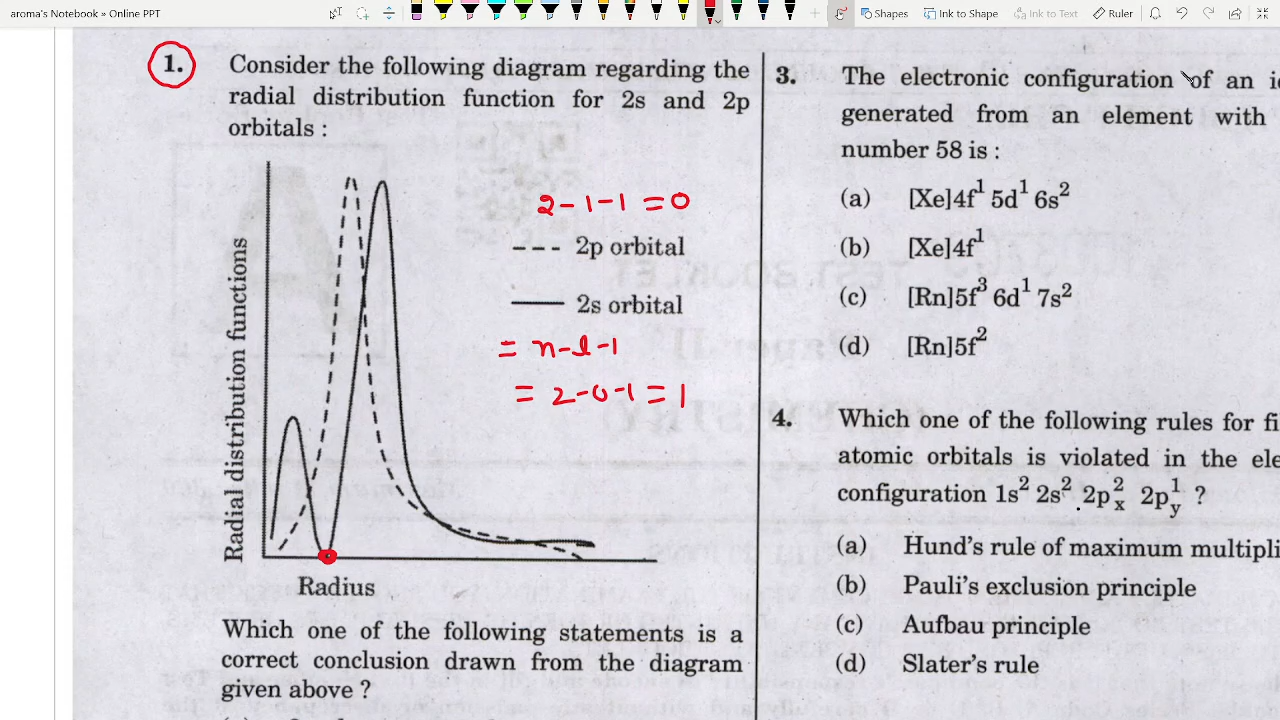 aroma's Notebook » Online PPT
Shapes
Ink to Shape
Ink to Text
Ruler
1.
Consider the following diagram regarding the
radial distribution function for 2s and 2p
orbitals :
2-1-1 = 0
--- 2p orbital
— 2s orbital
= n-l-1
= 2-0-1 = 1
Radial distribution functions
Radius
Which one of the following statements is a
correct conclusion drawn from the diagram
given above ?
3.
The electronic configuration of an
generated from an element with
number 58 is :
(a) [Xe]4f¹ 5d¹ 6s²
(b) [Xe]4f¹
(c) [Rn]5f³ 6d¹ 7s²
(d) [Rn]5f²
4.
Which one of the following rules for
atomic orbitals is violated in the
configuration 1s² 2s² 2pₓ² 2p_y¹ ?
(a) Hund's rule of maximum
(b) Pauli's exclusion principle
(c) Aufbau principle
(d) Slater's rule